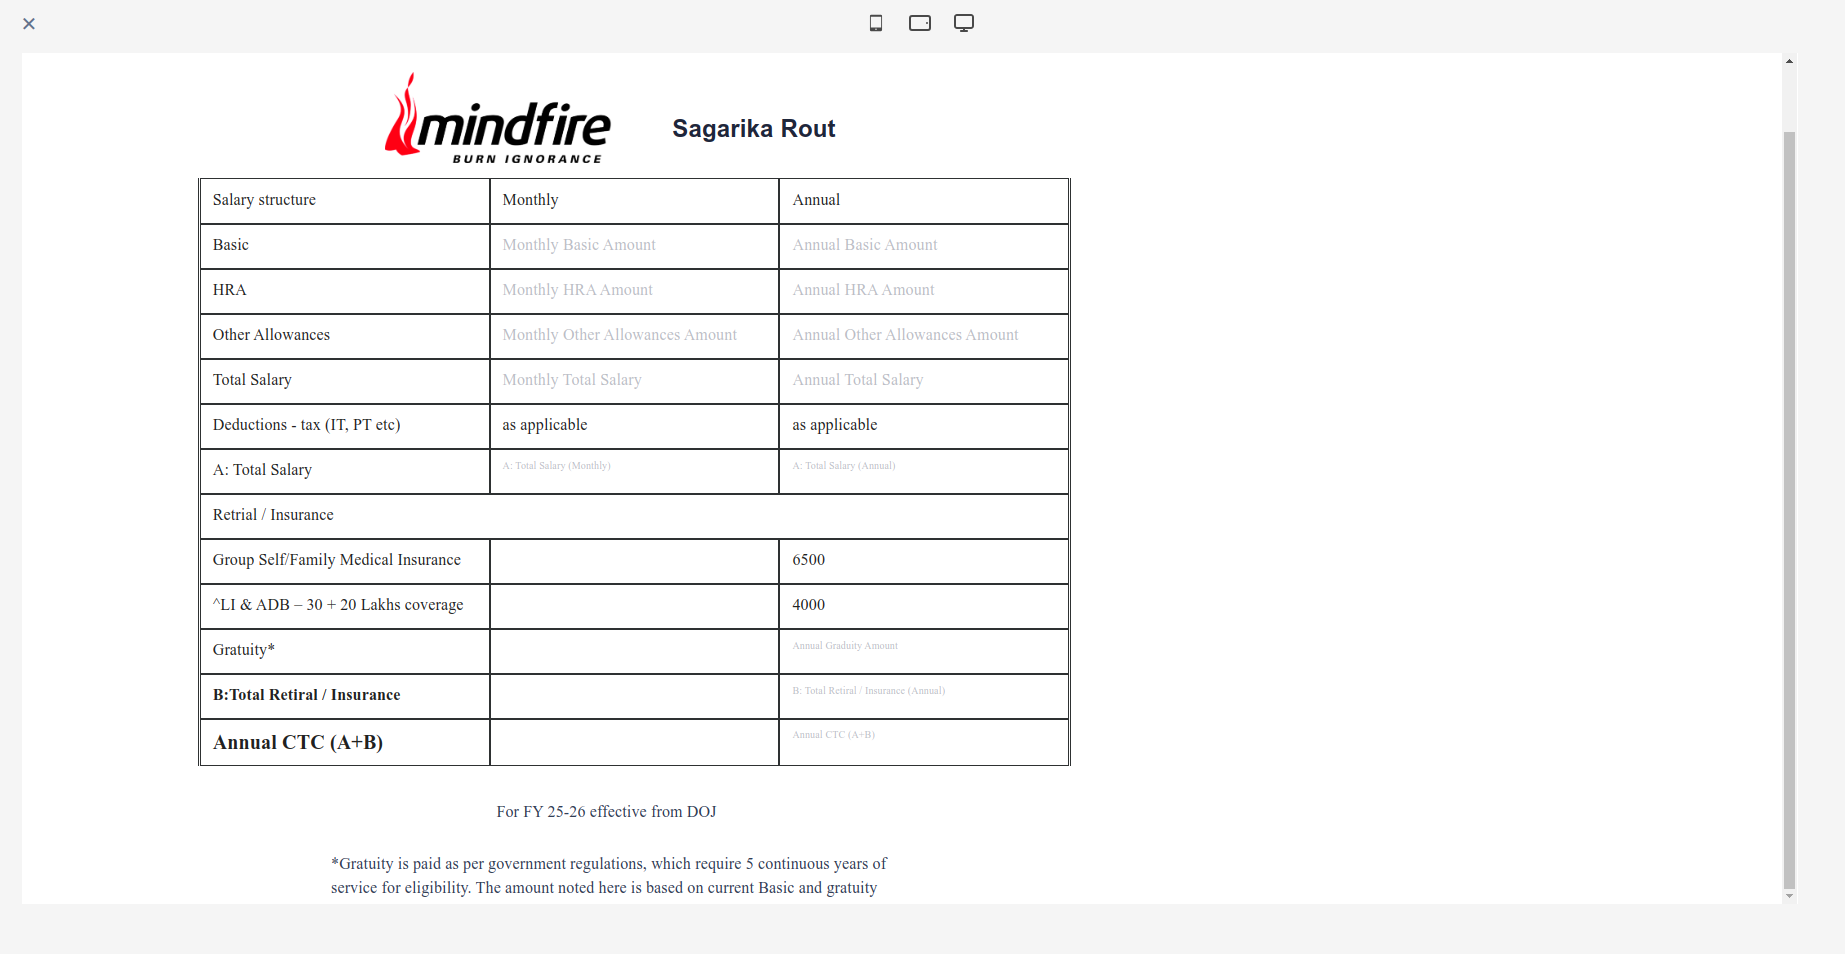 mindfire
BURN IGNORANCE
Sagarika Rout
Salary structure Monthly Annual
Basic Monthly Basic Amount Annual Basic Amount
HRA Monthly HRA Amount Annual HRA Amount
Other Allowances Monthly Other Allowances Amount Annual Other Allowances Amount
Total Salary Monthly Total Salary Annual Total Salary
Deductions - tax (IT, PT etc) as applicable as applicable
A: Total Salary A: Total Salary (Monthly) A: Total Salary (Annual)
Retrial / Insurance
Group Self/Family Medical Insurance 6500
^LI & ADB – 30 + 20 Lakhs coverage 4000
Gratuity* Annual Graduity Amount
B:Total Retiral / Insurance B: Total Retiral / Insurance (Annual)
Annual CTC (A+B) Annual CTC (A+B)
For FY 25-26 effective from DOJ
*Gratuity is paid as per government regulations, which require 5 continuous years of
service for eligibility. The amount noted here is based on current Basic and gratuity